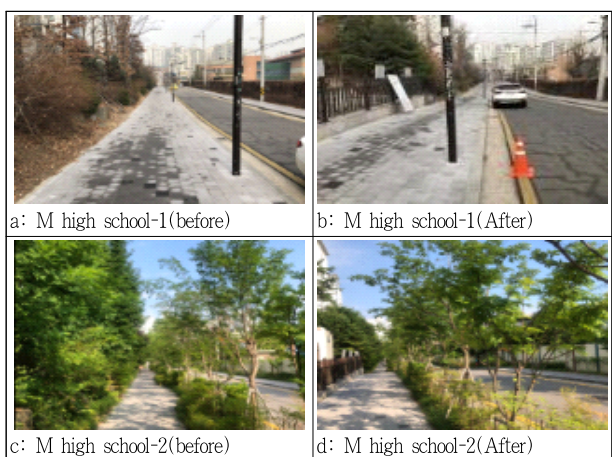 a: M high school-1(before)
b: M high school-1(After)
c: M high school-2(before)
d: M high school-2(After)